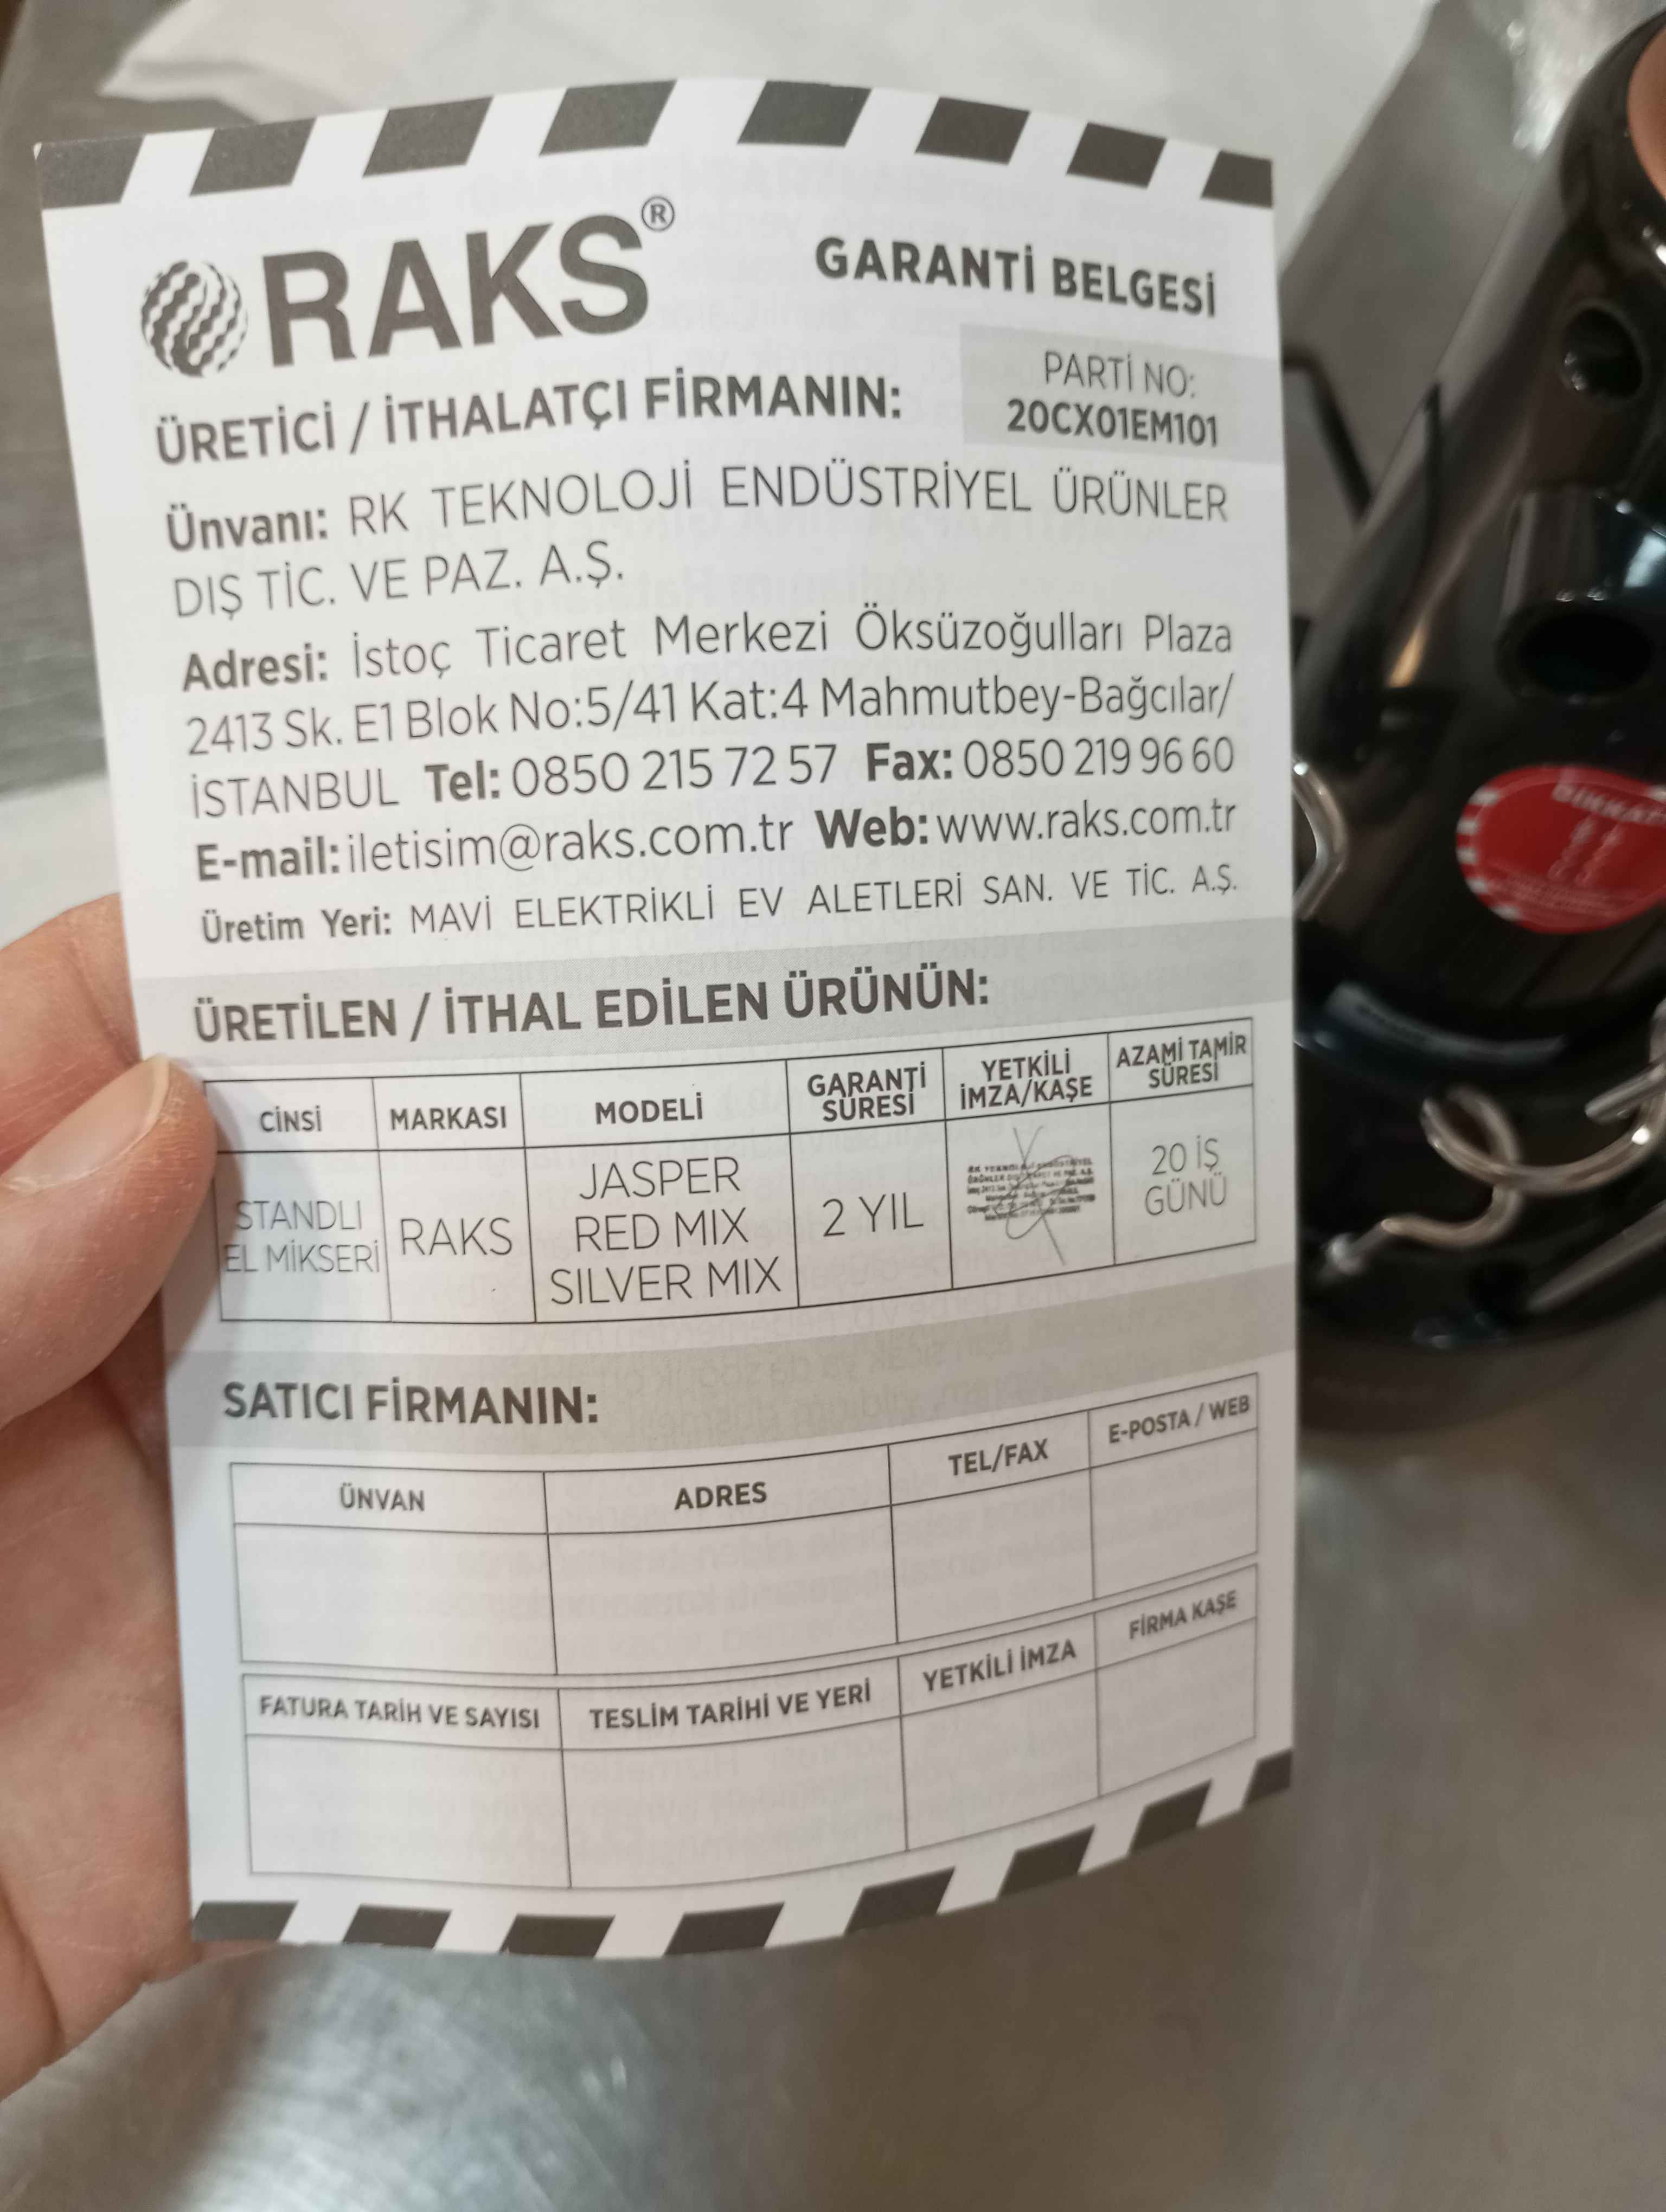 RAKS®
GARANTİ BELGESİ
PARTİ NO:
20CX01EM101
ÜRETİCİ / İTHALATÇI FİRMANIN:
Ünvanı: RK TEKNOLOJİ ENDÜSTRİYEL ÜRÜNLER
DIŞ TİC. VE PAZ. A.Ş.
Adresi: İstoç Ticaret Merkezi Öksüzoğulları Plaza
2413 Sk. E1 Blok No:5/41 Kat:4 Mahmutbey-Bağcılar/
İSTANBUL Tel: 0850 215 72 57 Fax: 0850 219 96 60
E-mail: iletisim@raks.com.tr Web: www.raks.com.tr
Üretim Yeri: MAVİ ELEKTRİKLİ EV ALETLERİ SAN. VE TİC. A.Ş.
ÜRETİLEN / İTHAL EDİLEN ÜRÜNÜN:
CİNSİ MARKASI MODELİ GARANTİ SÜRESİ YETKİLİ İMZA/KAŞE AZAMİ TAMİR SÜRESİ
STANDLI EL MİKSERİ RAKS JASPER RED MIX SILVER MIX 2 YIL 20 İŞ GÜNÜ
SATICI FİRMANIN:
ÜNVAN ADRES TEL/FAX E-POSTA / WEB
FATURA TARİH VE SAYISI TESLİM TARİHİ VE YERİ YETKİLİ İMZA FİRMA KAŞE
DİKKAT